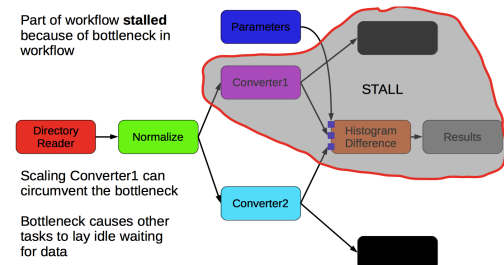 Part of workflow stalled
because of bottleneck in
workflow
Parameters
Converter1
STALL
Directory
Reader
Normalize
Histogram
Difference
Results
Scaling Converter1 can
circumvent the bottleneck
Converter2
Bottleneck causes other
tasks to lay idle waiting
for data